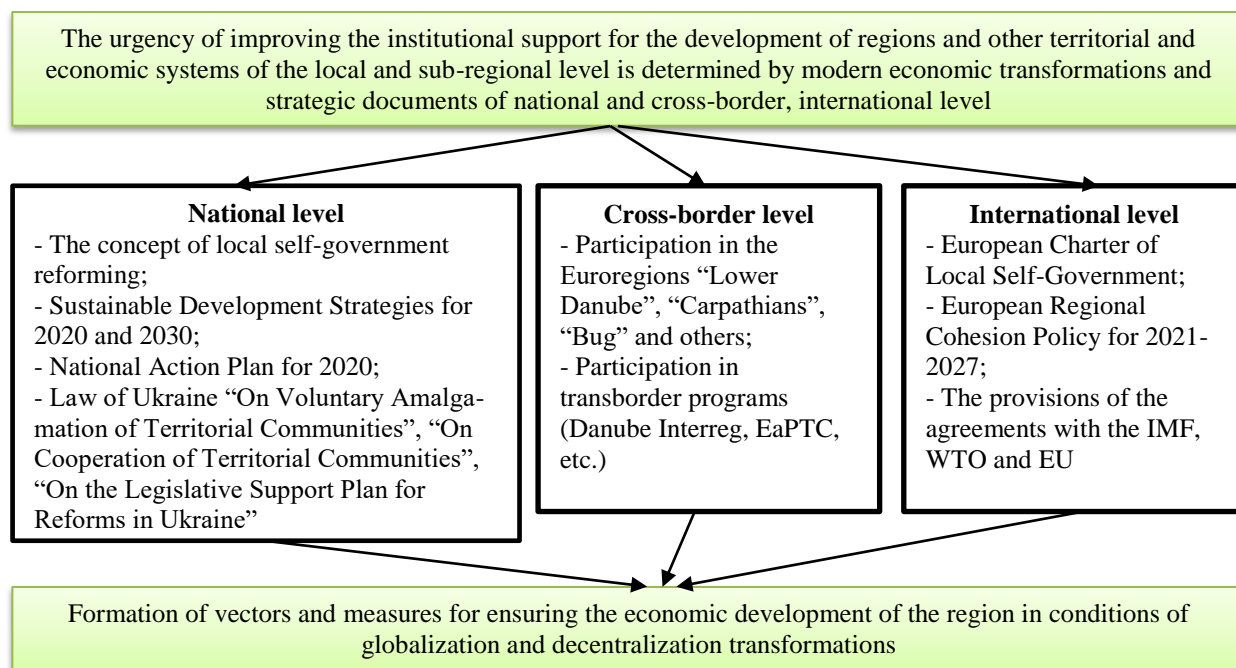 The urgency of improving the institutional support for the development of regions and other territorial and
economic systems of the local and sub-regional level is determined by modern economic transformations and
strategic documents of national and cross-border, international level
National level
- The concept of local self-government
reforming;
- Sustainable Development Strategies for
2020 and 2030;
- National Action Plan for 2020;
- Law of Ukraine “On Voluntary Amalga-
mation of Territorial Communities”, “On
Cooperation of Territorial Communities”,
“On the Legislative Support Plan for
Reforms in Ukraine”
Cross-border level
- Participation in the
Euroregions “Lower
Danube”, “Carpathians”,
“Bug” and others;
- Participation in
transborder programs
(Danube Interreg, EaPTC,
etc.)
International level
- European Charter of
Local Self-Government;
- European Regional
Cohesion Policy for 2021-
2027;
- The provisions of the
agreements with the IMF,
WTO and EU
Formation of vectors and measures for ensuring the economic development of the region in conditions of
globalization and decentralization transformations